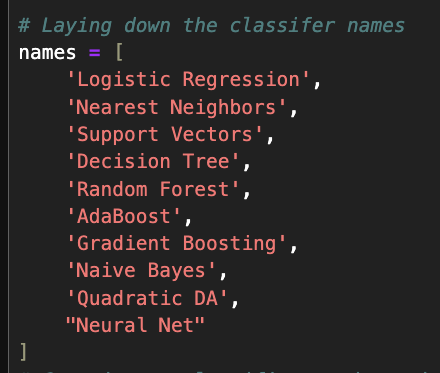 # Laying down the classifer names
names = [
    'Logistic Regression',
    'Nearest Neighbors',
    'Support Vectors',
    'Decision Tree',
    'Random Forest',
    'AdaBoost',
    'Gradient Boosting',
    'Naive Bayes',
    'Quadratic DA',
    "Neural Net"
]